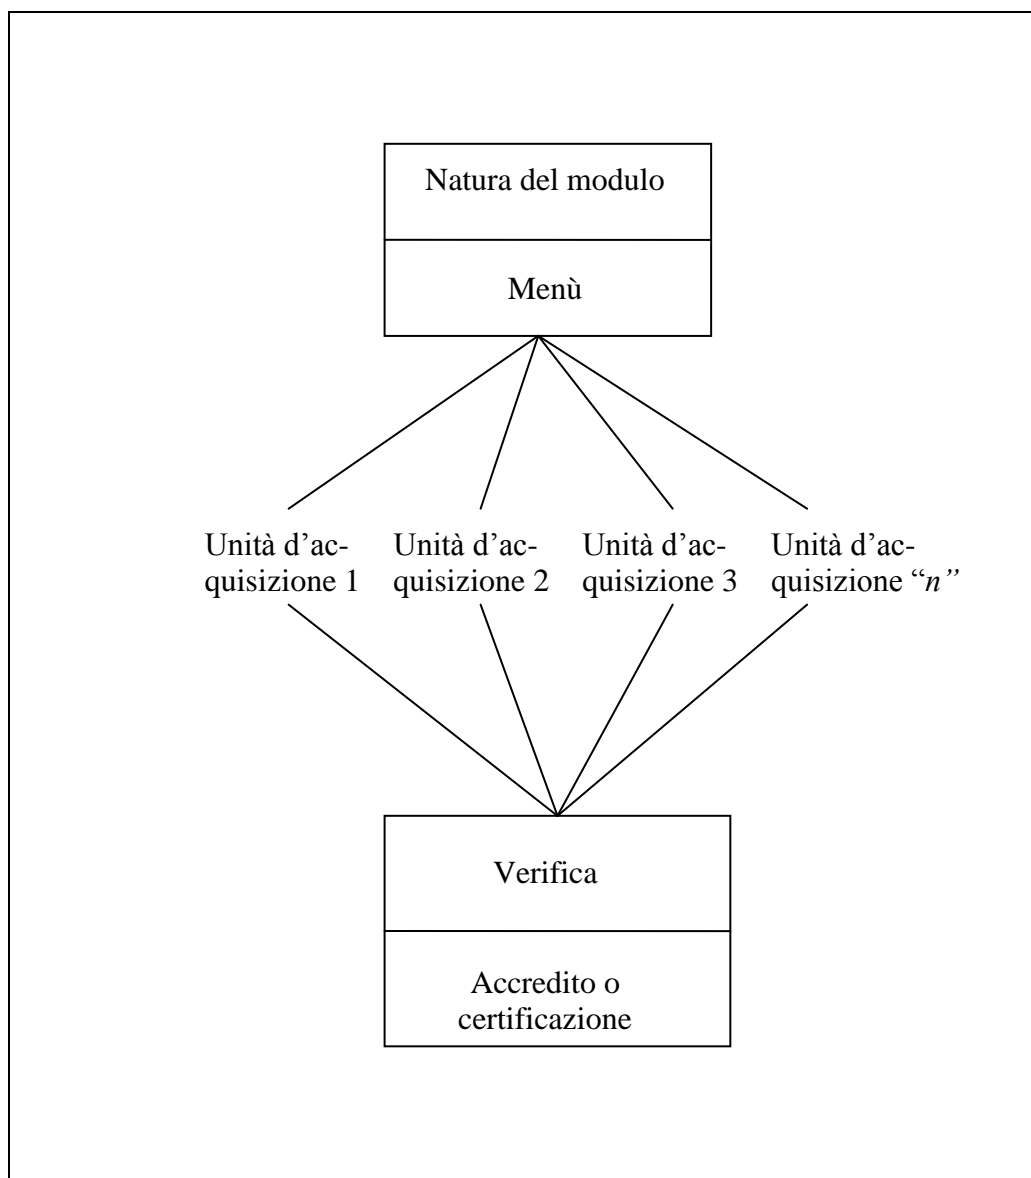 Natura del modulo
Menù
Unità d’ac-
quisizione 1
Unità d’ac-
quisizione 2
Unità d’ac-
quisizione 3
Unità d’ac-
quisizione “n”
Verifica
Accredito o
certificazione